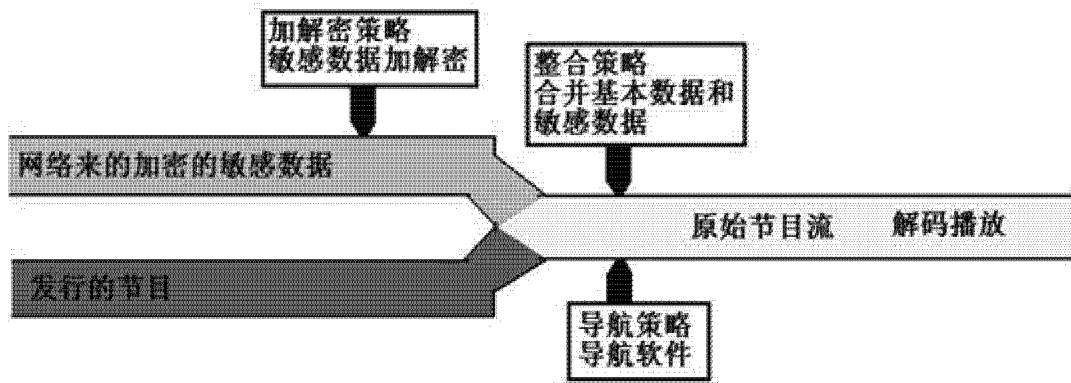 加解密策略
敏感数据加解密
整合策略
合并基本数据和
敏感数据
网络来的加密的敏感数据
原始节目流 解码播放
发行的节目
导航策略
导航软件